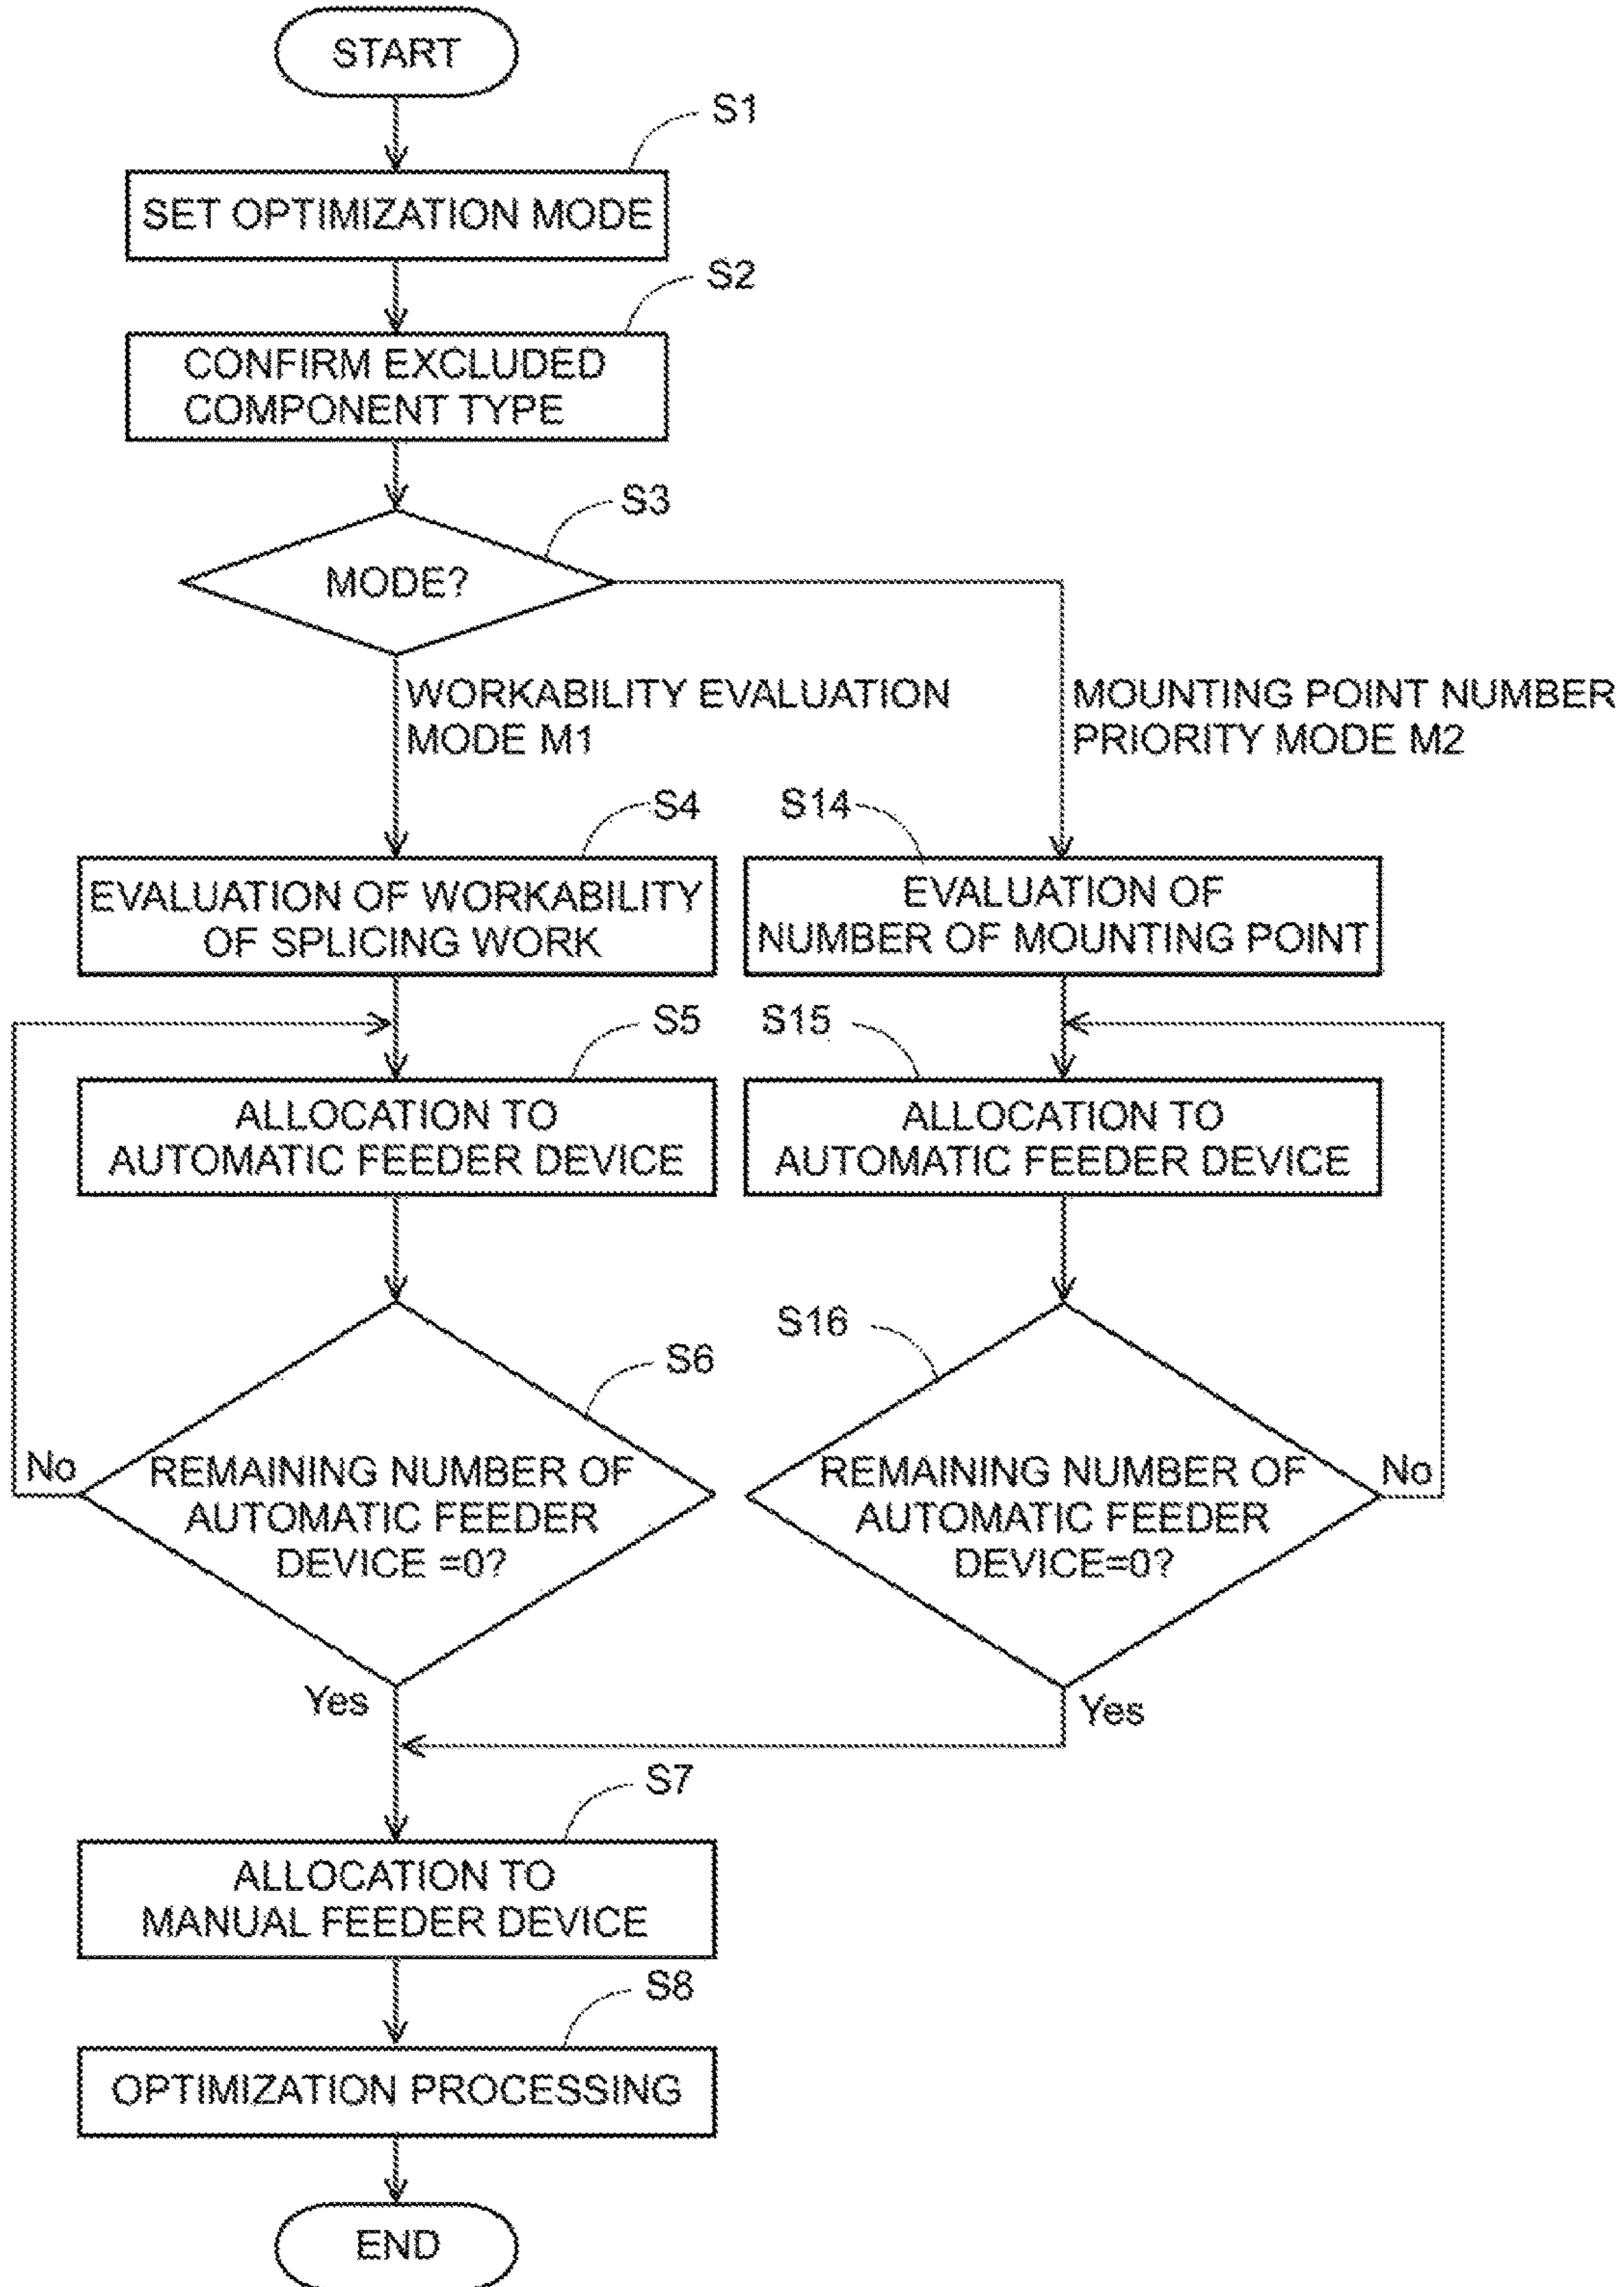 START
S1
SET OPTIMIZATION MODE
S2
CONFIRM EXCLUDED
COMPONENT TYPE
S3
MODE?
WORKABILITY EVALUATION
MODE M1
MOUNTING POINT NUMBER
PRIORITY MODE M2
S4
EVALUATION OF WORKABILITY
OF SPLICING WORK
S14
EVALUATION OF
NUMBER OF MOUNTING POINT
S5
ALLOCATION TO
AUTOMATIC FEEDER DEVICE
S15
ALLOCATION TO
AUTOMATIC FEEDER DEVICE
S6
No
REMAINING NUMBER OF
AUTOMATIC FEEDER
DEVICE =0?
Yes
S16
REMAINING NUMBER OF
AUTOMATIC FEEDER
DEVICE=0?
No
Yes
S7
ALLOCATION TO
MANUAL FEEDER DEVICE
S8
OPTIMIZATION PROCESSING
END